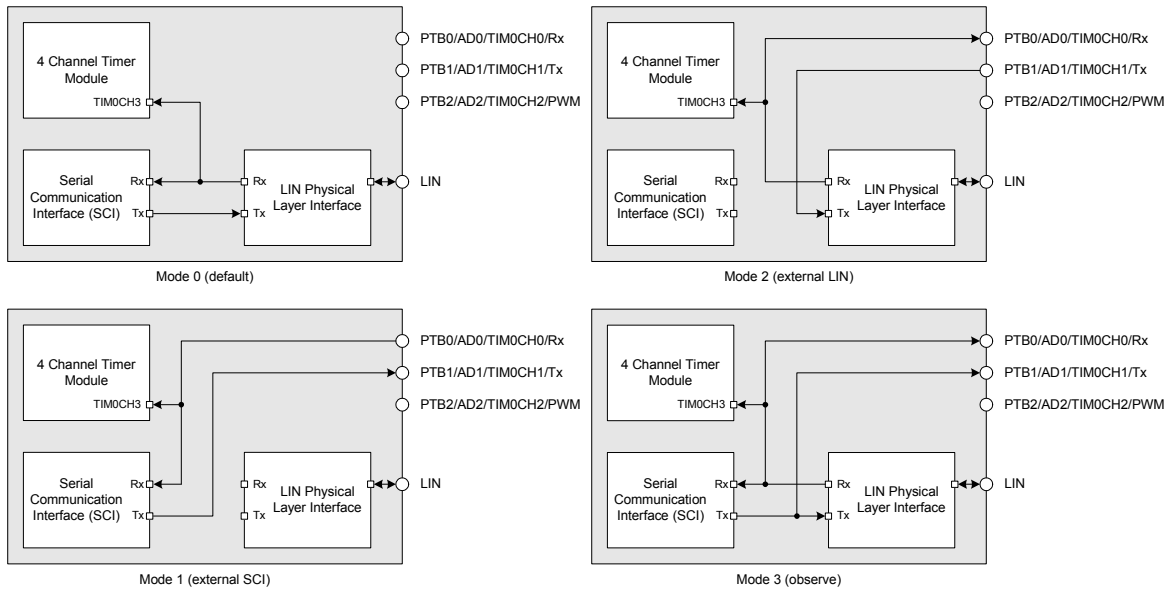 4 Channel Timer
Module
TIM0CH3
Serial
Communication
Interface (SCI)
Rx
Tx
Rx
Tx
LIN Physical
Layer Interface
PTB0/AD0/TIM0CH0/Rx
PTB1/AD1/TIM0CH1/Tx
PTB2/AD2/TIM0CH2/PWM
LIN
Mode 0 (default)
4 Channel Timer
Module
TIM0CH3
Serial
Communication
Interface (SCI)
Rx
Tx
Rx
Tx
LIN Physical
Layer Interface
PTB0/AD0/TIM0CH0/Rx
PTB1/AD1/TIM0CH1/Tx
PTB2/AD2/TIM0CH2/PWM
LIN
Mode 2 (external LIN)
4 Channel Timer
Module
TIM0CH3
Serial
Communication
Interface (SCI)
Rx
Tx
Rx
Tx
LIN Physical
Layer Interface
PTB0/AD0/TIM0CH0/Rx
PTB1/AD1/TIM0CH1/Tx
PTB2/AD2/TIM0CH2/PWM
LIN
Mode 1 (external SCI)
4 Channel Timer
Module
TIM0CH3
Serial
Communication
Interface (SCI)
Rx
Tx
Rx
Tx
LIN Physical
Layer Interface
PTB0/AD0/TIM0CH0/Rx
PTB1/AD1/TIM0CH1/Tx
PTB2/AD2/TIM0CH2/PWM
LIN
Mode 3 (observe)